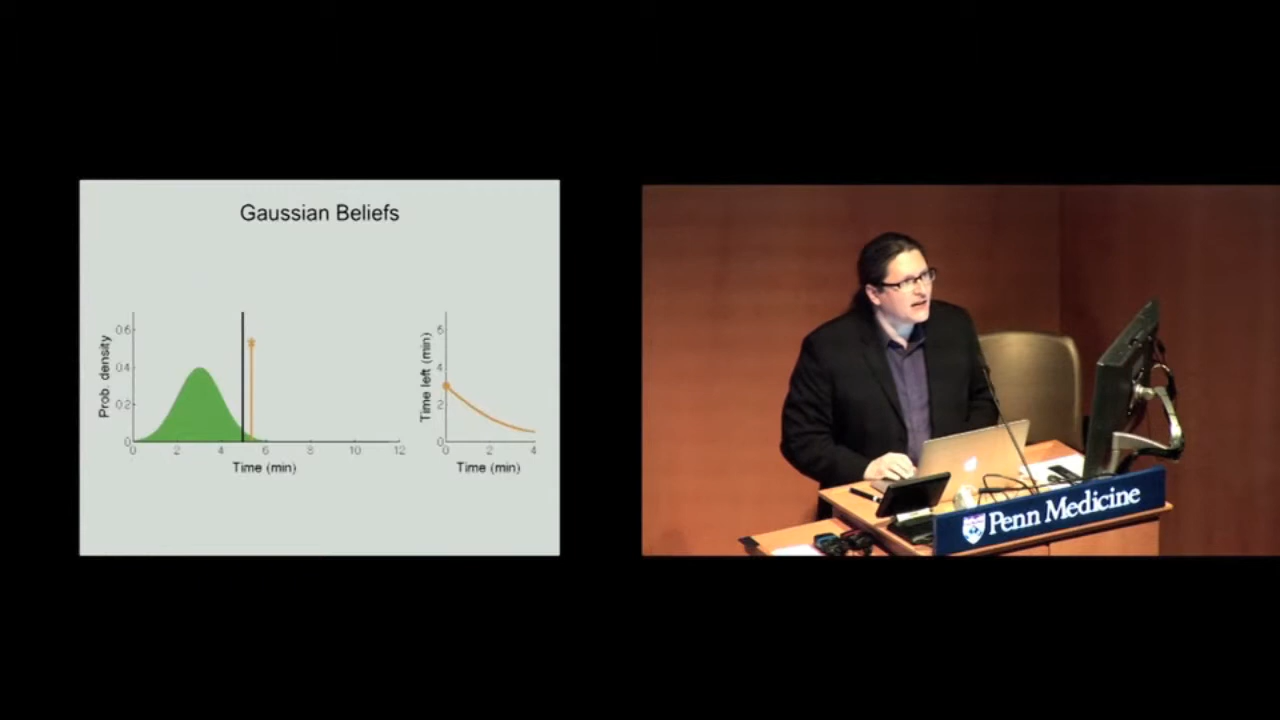 Gaussian Beliefs
Prob. density
0.6
0.4
0.2
0
0 2 4 6 8 10 12
Time (min)
Time left (min)
6
4
2
0
0 2 4
Time (min)
Penn Medicine